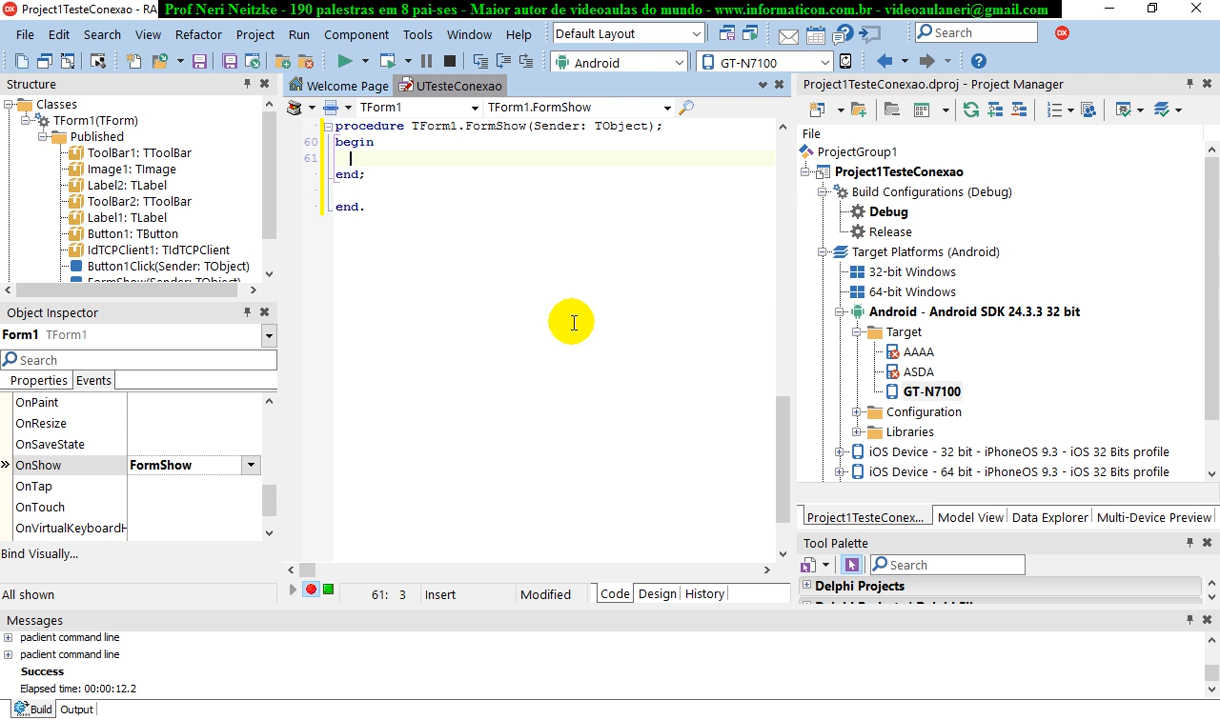 Project1TesteConexao - RA
Prof Neri Neitzke - 190 palestras em 8 pai-ses - Maior autor de videoaulas do mundo - www.informaticon.com.br - videoaulaneri@gmail.com
File Edit Search View Refactor Project Run Component Tools Window Help
Default Layout
Search
DX
Android
GT-N7100
Structure
Classes
TForm1(TForm)
Published
ToolBar1: TToolBar
Image1: TImage
Label2: TLabel
ToolBar2: TToolBar
Label1: TLabel
Button1: TButton
IdTCPClient1: TIdTCPClient
Button1Click(Sender: TObject)
FormShow(Sender: TObject)
Object Inspector
Form1 TForm1
Search
Properties Events
OnPaint
OnResize
OnSaveState
OnShow FormShow
OnTap
OnTouch
OnVirtualKeyboardH
Bind Visually...
All shown
Welcome Page UTesteConexao
TForm1 TForm1.FormShow
procedure TForm1.FormShow(Sender: TObject);
60 begin
61
end;
end.
61: 3 Insert Modified Code Design History
Project1TesteConexao.dproj - Project Manager
File
ProjectGroup1
Project1TesteConexao
Build Configurations (Debug)
Debug
Release
Target Platforms (Android)
32-bit Windows
64-bit Windows
Android - Android SDK 24.3.3 32 bit
Target
AAAA
ASDA
GT-N7100
Configuration
Libraries
iOS Device - 32 bit - iPhoneOS 9.3 - iOS 32 Bits profile
iOS Device - 64 bit - iPhoneOS 9.3 - iOS 32 Bits profile
Project1TesteConex... Model View Data Explorer Multi-Device Preview
Tool Palette
Search
Delphi Projects
Messages
paclient command line
paclient command line
Success
Elapsed time: 00:00:12.2
Build Output